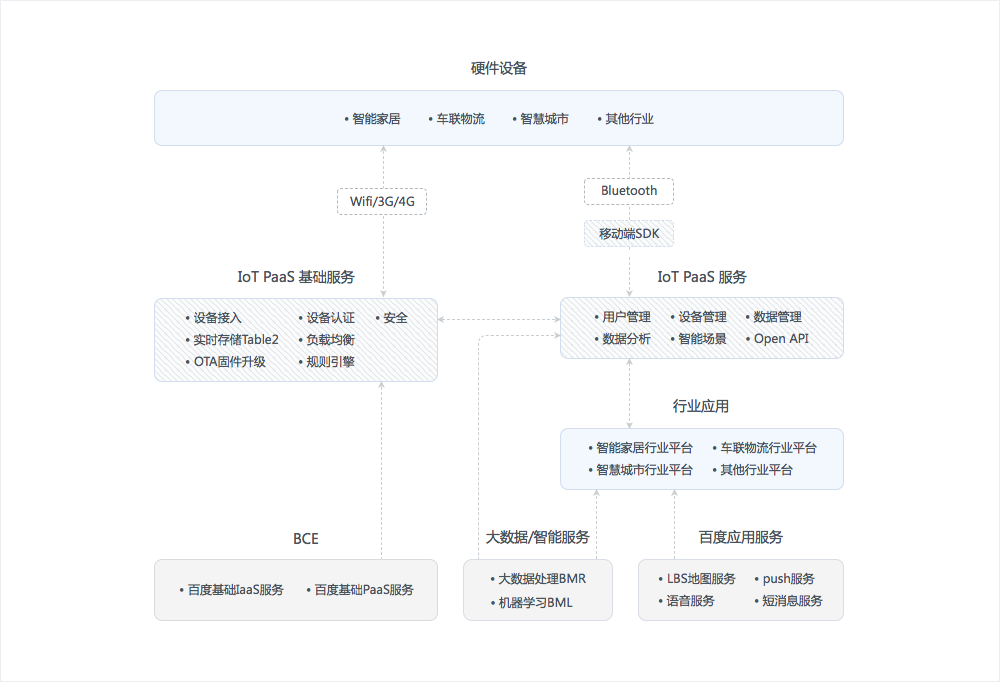 硬件设备
• 智能家居 • 车联物流 • 智慧城市 • 其他行业
Wifi/3G/4G
Bluetooth
移动端SDK
IoT PaaS 基础服务
• 设备接入 • 设备认证 • 安全
• 实时存储Table2 • 负载均衡
• OTA固件升级 • 规则引擎
IoT PaaS 服务
• 用户管理 • 设备管理 • 数据管理
• 数据分析 • 智能场景 • Open API
行业应用
• 智能家居行业平台 • 车联物流行业平台
• 智慧城市行业平台 • 其他行业平台
BCE
• 百度基础IaaS服务 • 百度基础PaaS服务
大数据/智能服务
• 大数据处理BMR
• 机器学习BML
百度应用服务
• LBS地图服务 • push服务
• 语音服务 • 短消息服务